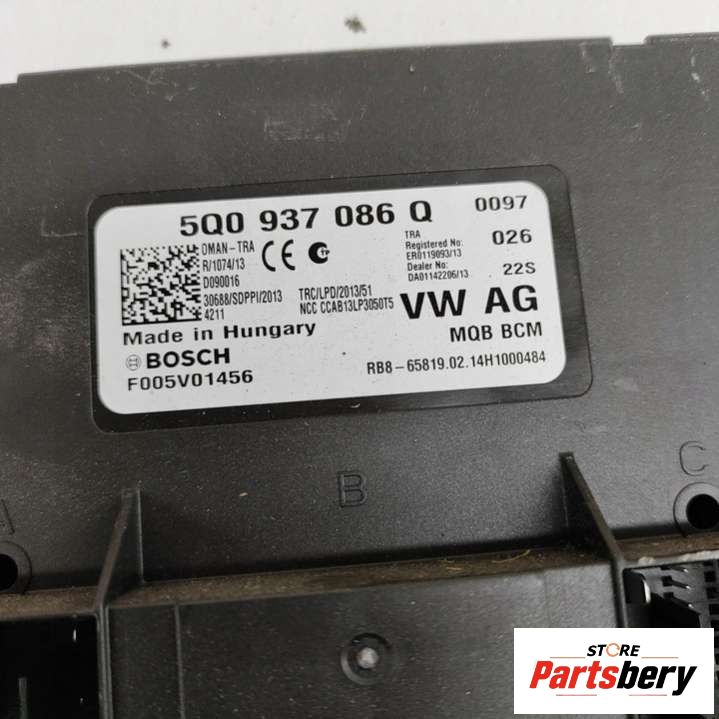 5Q0 937 086 Q 0097
OMAN-TRA
R/1074/13
D090016
30688/SDPPI/2013
4211
CE
TRC/LPD/2013/51
NCC CCAB13LP3050T5
TRA
Registered No:
ER0119093/13
Dealer No:
DA01142206/13
026
22S
VW AG
MQB BCM
Made in Hungary
BOSCH
F005V01456
RB8-65819.02.14H1000484
A
B
C
STORE
Partsbery